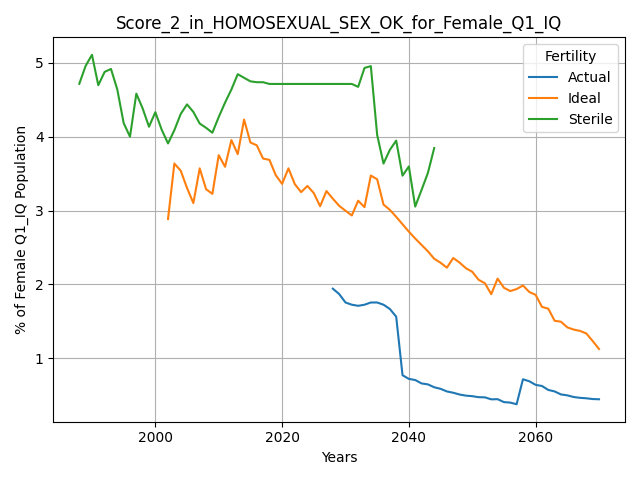 Score_2_in_HOMOSEXUAL_SEX_OK_for_Female_Q1_IQ
% of Female Q1_IQ Population
5
4
3
2
1
Fertility
Actual
Ideal
Sterile
2000
2020
2040
2060
Years